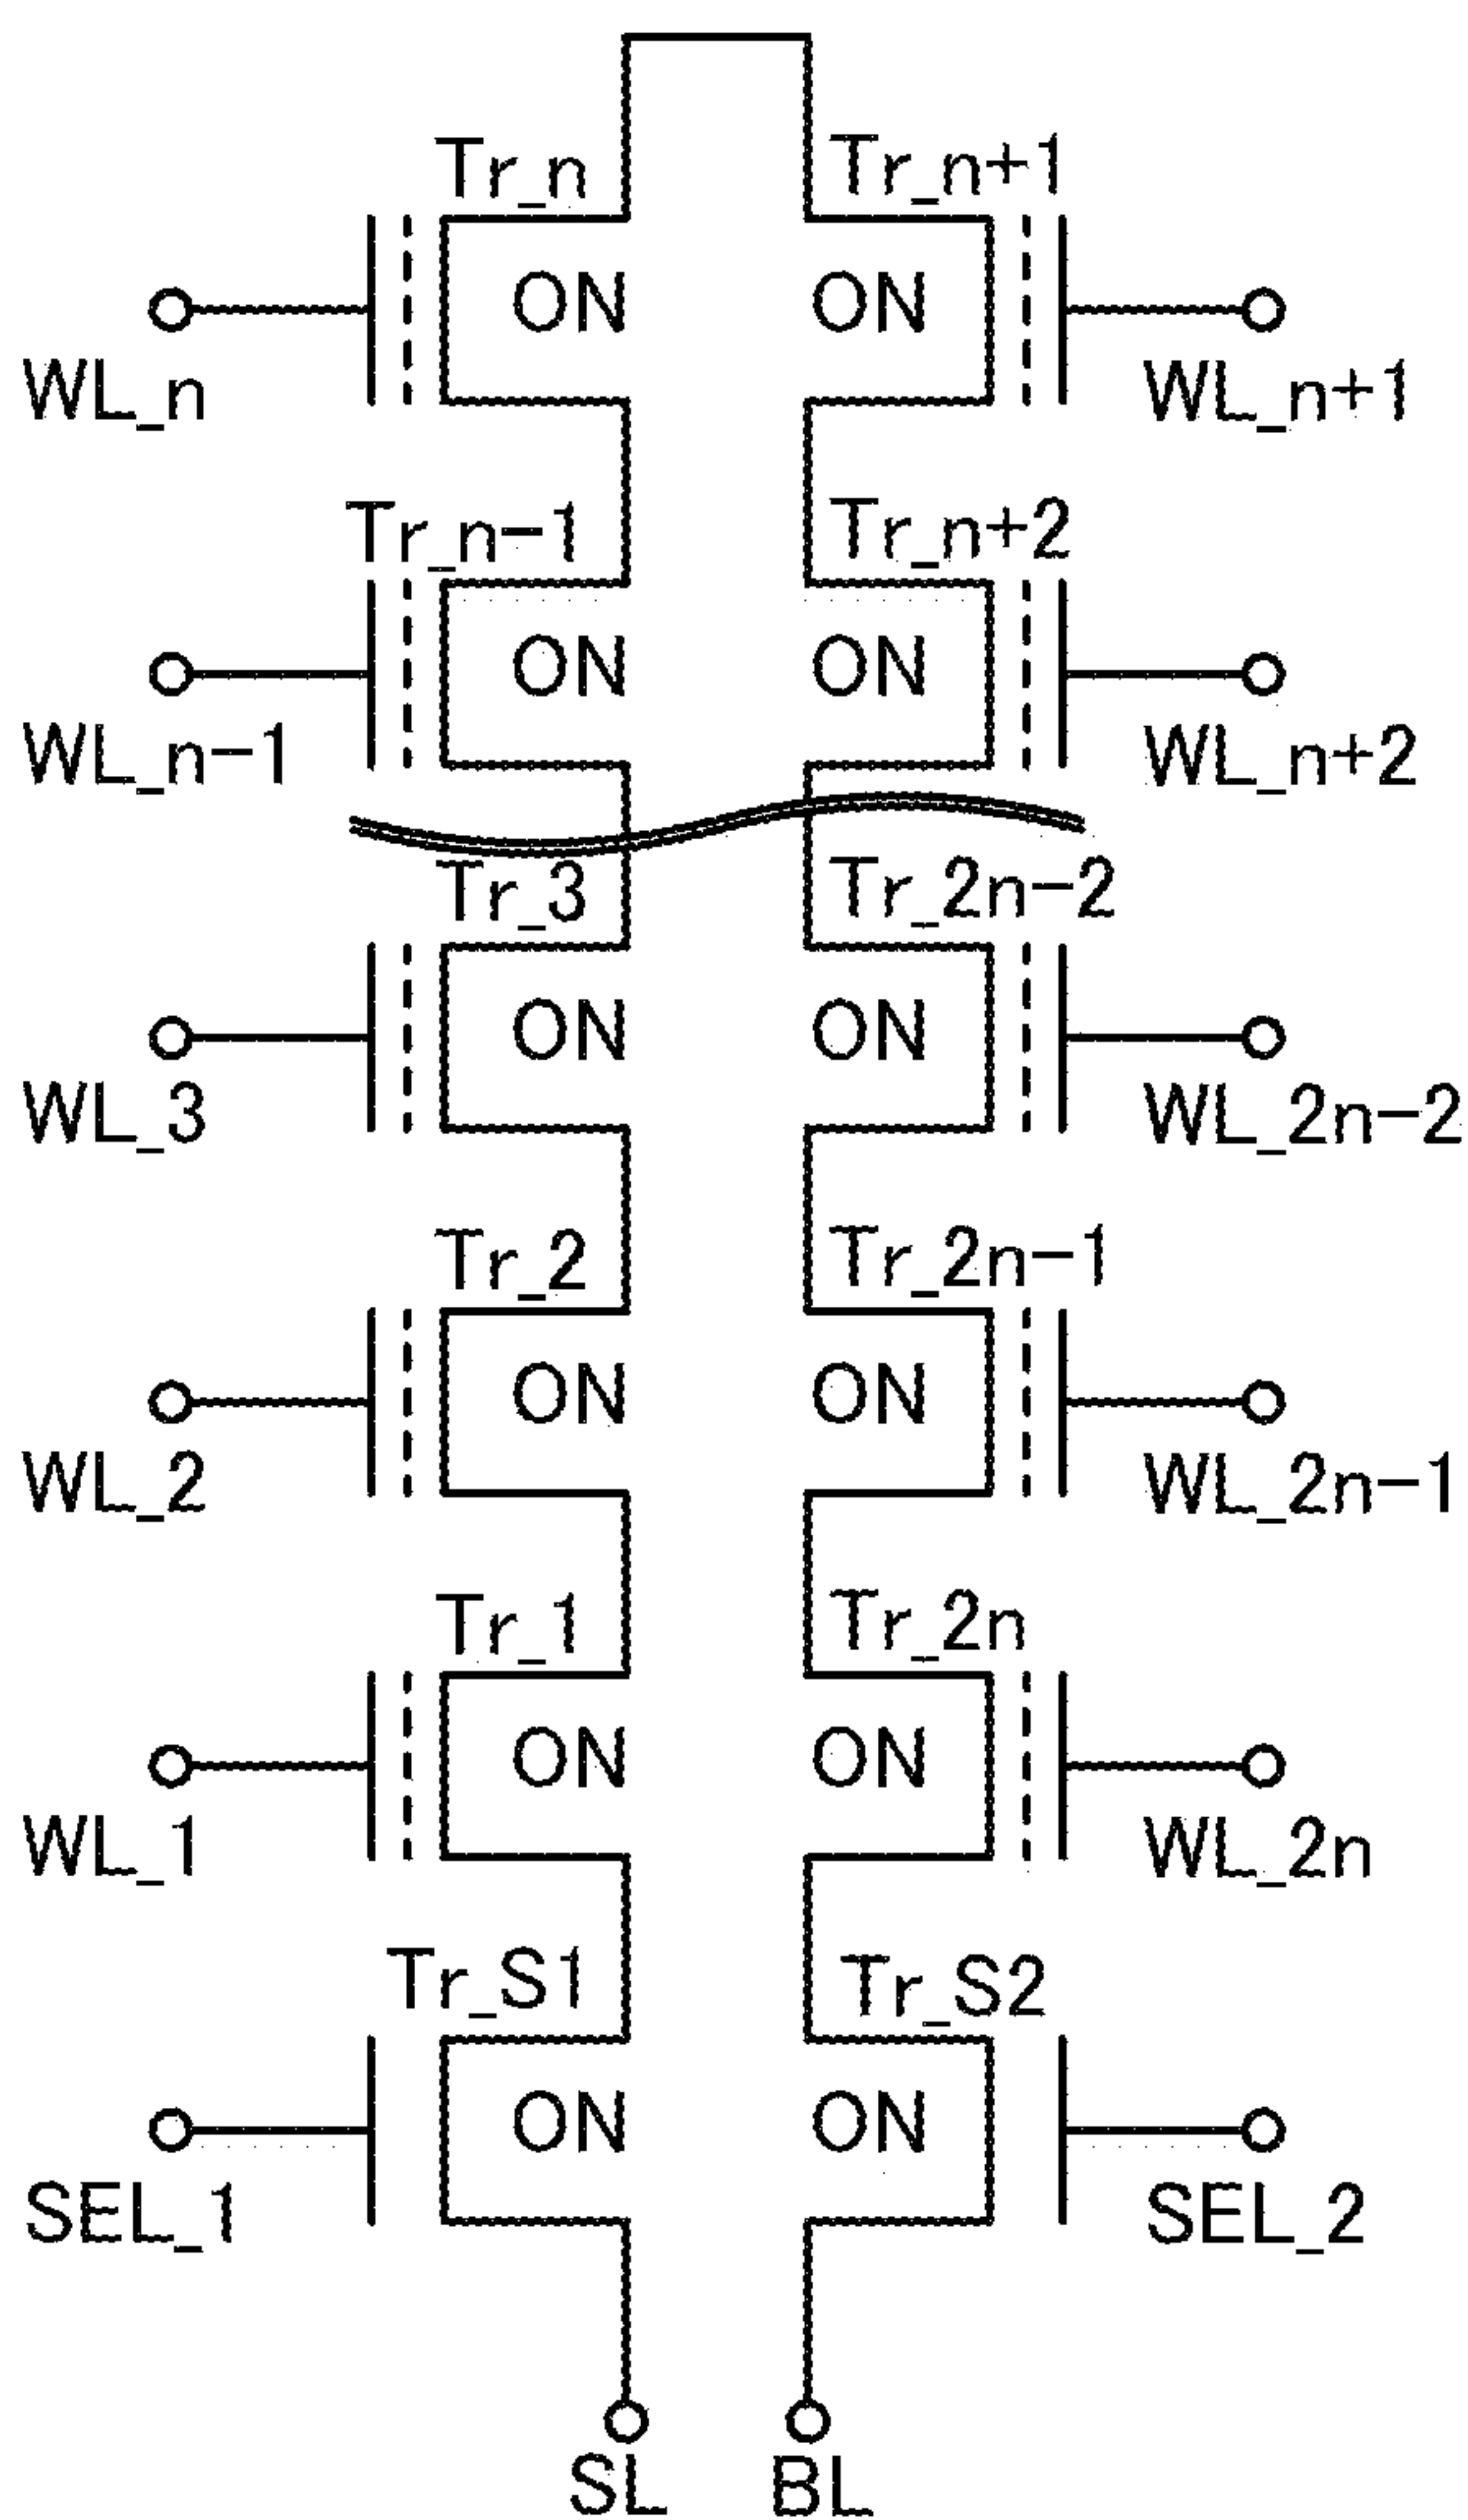 Tr_n Tr_n+1
ON ON
WL_n WL_n+1
Tr_n-1 Tr_n+2
ON ON
WL_n-1 WL_n+2
Tr_3 Tr_2n-2
ON ON
WL_3 WL_2n-2
Tr_2 Tr_2n-1
ON ON
WL_2 WL_2n-1
Tr_1 Tr_2n
ON ON
WL_1 WL_2n
Tr_S1 Tr_S2
ON ON
SEL_1 SEL_2
SL BL